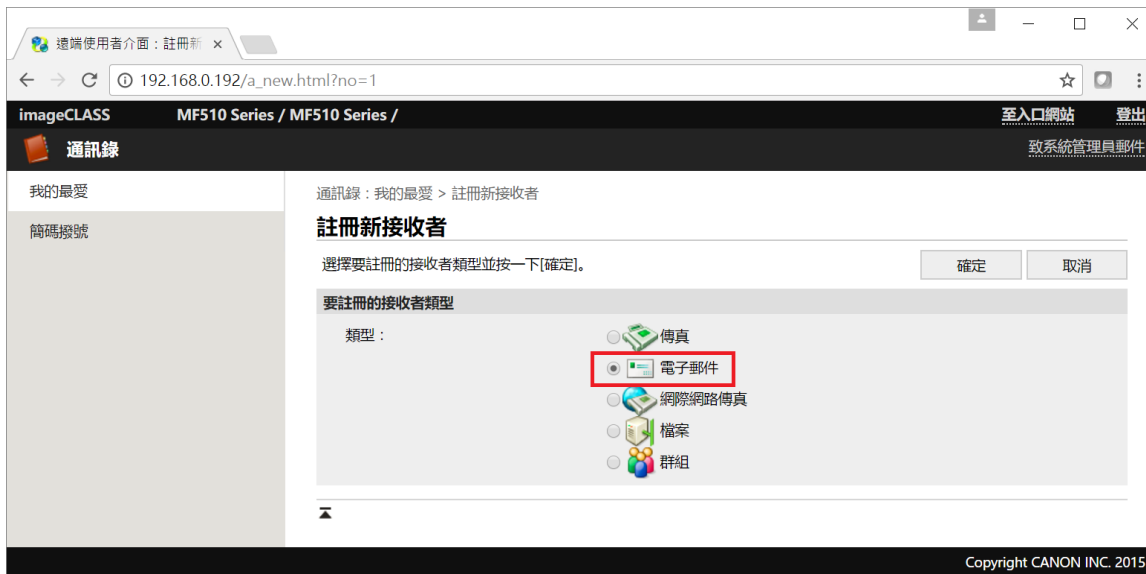 遠端使用者介面：註冊新
192.168.0.192/a_new.html?no=1
imageCLASS MF510 Series / MF510 Series / 至入口網站 登出
通訊錄 致系統管理員郵件
我的最愛
簡碼撥號
通訊錄：我的最愛 > 註冊新接收者
註冊新接收者
選擇要註冊的接收者類型並按一下[確定]。 確定 取消
要註冊的接收者類型
類型： 傳真
電子郵件
網際網路傳真
檔案
群組
Copyright CANON INC. 2015